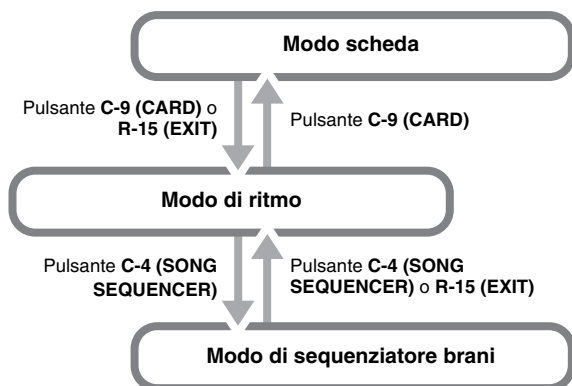 Modo scheda
Pulsante C-9 (CARD) o
R-15 (EXIT)
Pulsante C-9 (CARD)
Modo di ritmo
Pulsante C-4 (SONG
SEQUENCER)
Pulsante C-4 (SONG
SEQUENCER) o R-15 (EXIT)
Modo di sequenziatore brani